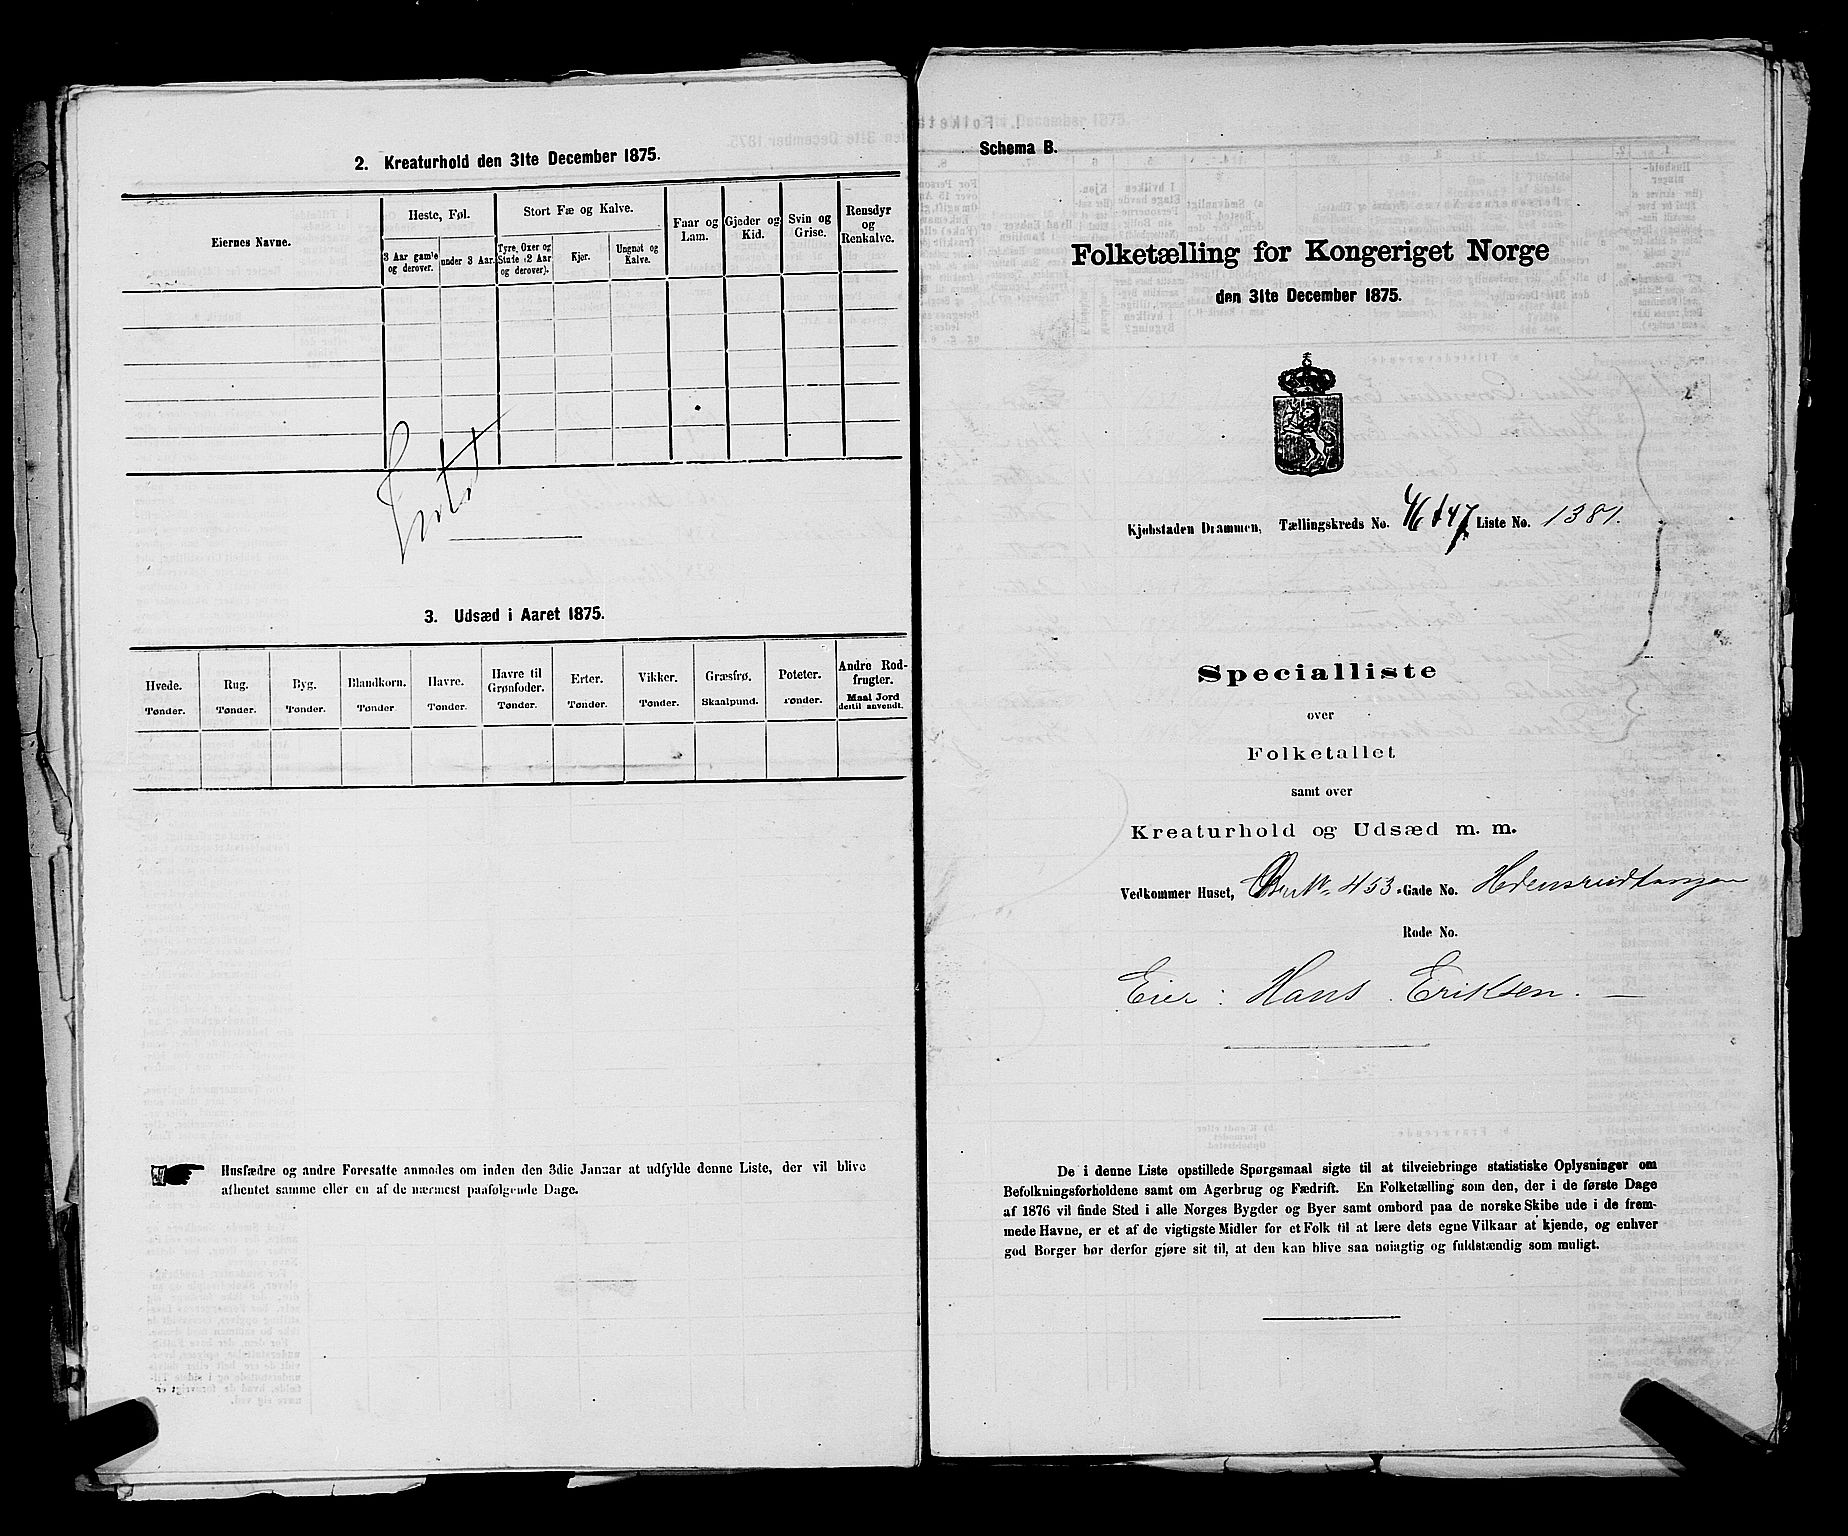 2. Kreaturhold den 31te December 1875.
Eiernes Navne.
Heste, Føl.
3 Aar gamle og derover.
under 3 Aar.
Stort Fæ og Kalve.
Tyre, Oxer og Stude (2 Aar og derover).
Kjer.
Ungnøt og Kalve.
Faar og Lam.
Gjeder og Kid.
Svin og Grise.
Rensdyr og Renkalve.
3. Udsæd i Aaret 1875.
Hvede. Tønder.
Rug. Tønder.
Byg. Tønder.
Blandkorn. Tønder
Havre. Tønder.
Havre til Grønfoder. Tønder.
Erter. Tønder.
Vikker. Tønder.
Græsfrø. Skaalpund.
Poteter. Tønder.
Andre Rodfrugter. Maal Jord dertil anvendt.
Husfædre og andre Foresatte anmodes om inden den 3die Januar at udfylde denne Liste, der vil blive
afhentet samme eller en af de nærmest paafølgende Dage.
Schema B.
Folketælling for Kongeriget Norge
den 31te December 1875.
Kjøbstaden Drammen, Tællingskreds No. 47 Liste No. 1381.
Specialliste
over
Folketallet
samt over
Kreaturhold og Udsæd m. m.
Vedkommer Huset, 453 Gade No. Hedensrudtangen
Rode No.
Eier: Hans Eriksen.
De i denne Liste opstillede Spørgsmaal sigte til at tilveiebringe statistiske Oplysninger om
Befolkningsforholdene samt om Agerbrug og Fædrift. En Folketælling som den, der i de første Dage
af 1876 vil finde Sted i alle Norges Bygder og Byer samt ombord paa de norske Skibe ude i de frem-
mede Havne, er et af de vigtigste Midler for et Folk til at lære dets egne Vilkaar at kjende, og enhver
god Borger bør derfor gjøre sit til, at den kan blive saa nøiagtig og fuldstændig som muligt.